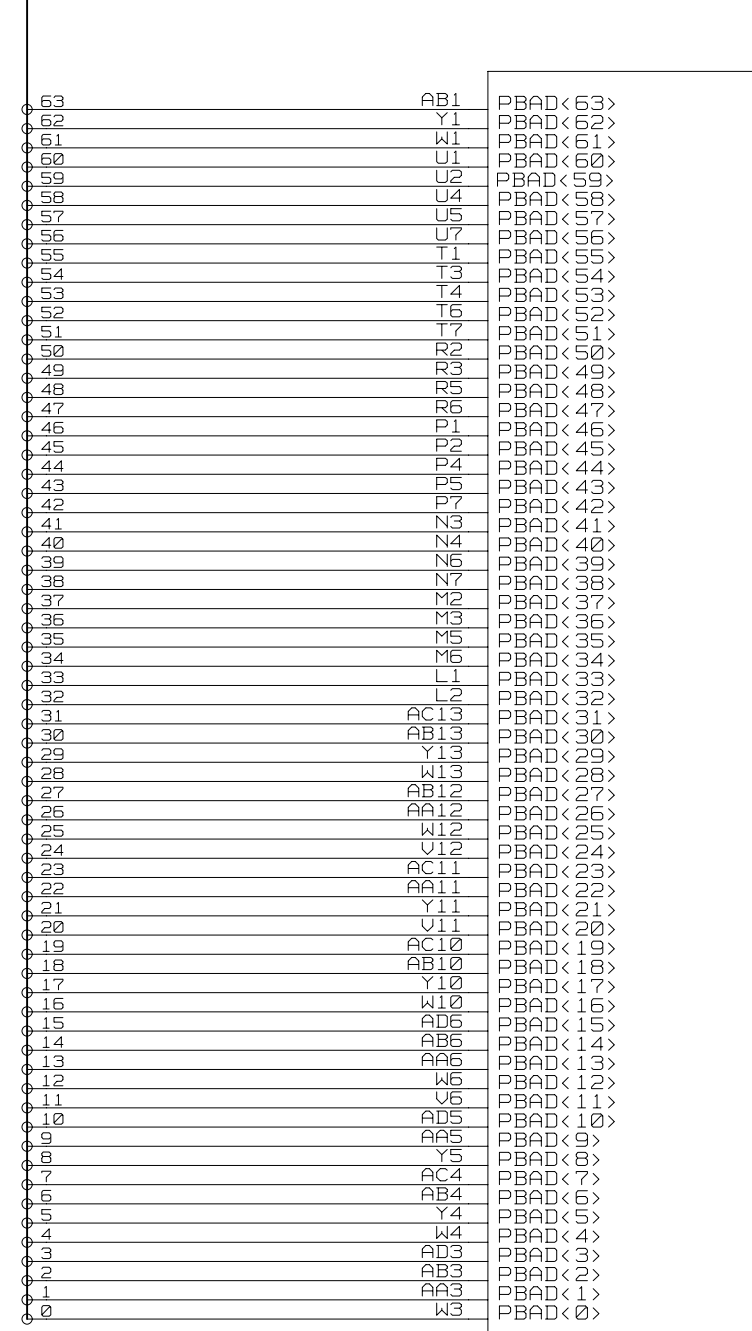 63 AB1 PBAD<63>
62 Y1 PBAD<62>
61 W1 PBAD<61>
60 U1 PBAD<60>
59 U2 PBAD<59>
58 U4 PBAD<58>
57 U5 PBAD<57>
56 U7 PBAD<56>
55 T1 PBAD<55>
54 T3 PBAD<54>
53 T4 PBAD<53>
52 T6 PBAD<52>
51 T7 PBAD<51>
50 R2 PBAD<50>
49 R3 PBAD<49>
48 R5 PBAD<48>
47 R6 PBAD<47>
46 P1 PBAD<46>
45 P2 PBAD<45>
44 P4 PBAD<44>
43 P5 PBAD<43>
42 P7 PBAD<42>
41 N3 PBAD<41>
40 N4 PBAD<40>
39 N6 PBAD<39>
38 N7 PBAD<38>
37 M2 PBAD<37>
36 M3 PBAD<36>
35 M5 PBAD<35>
34 M6 PBAD<34>
33 L1 PBAD<33>
32 L2 PBAD<32>
31 AC13 PBAD<31>
30 AB13 PBAD<30>
29 Y13 PBAD<29>
28 W13 PBAD<28>
27 AB12 PBAD<27>
26 AA12 PBAD<26>
25 W12 PBAD<25>
24 V12 PBAD<24>
23 AC11 PBAD<23>
22 AA11 PBAD<22>
21 Y11 PBAD<21>
20 V11 PBAD<20>
19 AC10 PBAD<19>
18 AB10 PBAD<18>
17 Y10 PBAD<17>
16 W10 PBAD<16>
15 AD6 PBAD<15>
14 AB6 PBAD<14>
13 AA6 PBAD<13>
12 W6 PBAD<12>
11 V6 PBAD<11>
10 AD5 PBAD<10>
9 AA5 PBAD<9>
8 Y5 PBAD<8>
7 AC4 PBAD<7>
6 AB4 PBAD<6>
5 Y4 PBAD<5>
4 W4 PBAD<4>
3 AD3 PBAD<3>
2 AB3 PBAD<2>
1 AA3 PBAD<1>
0 W3 PBAD<0>